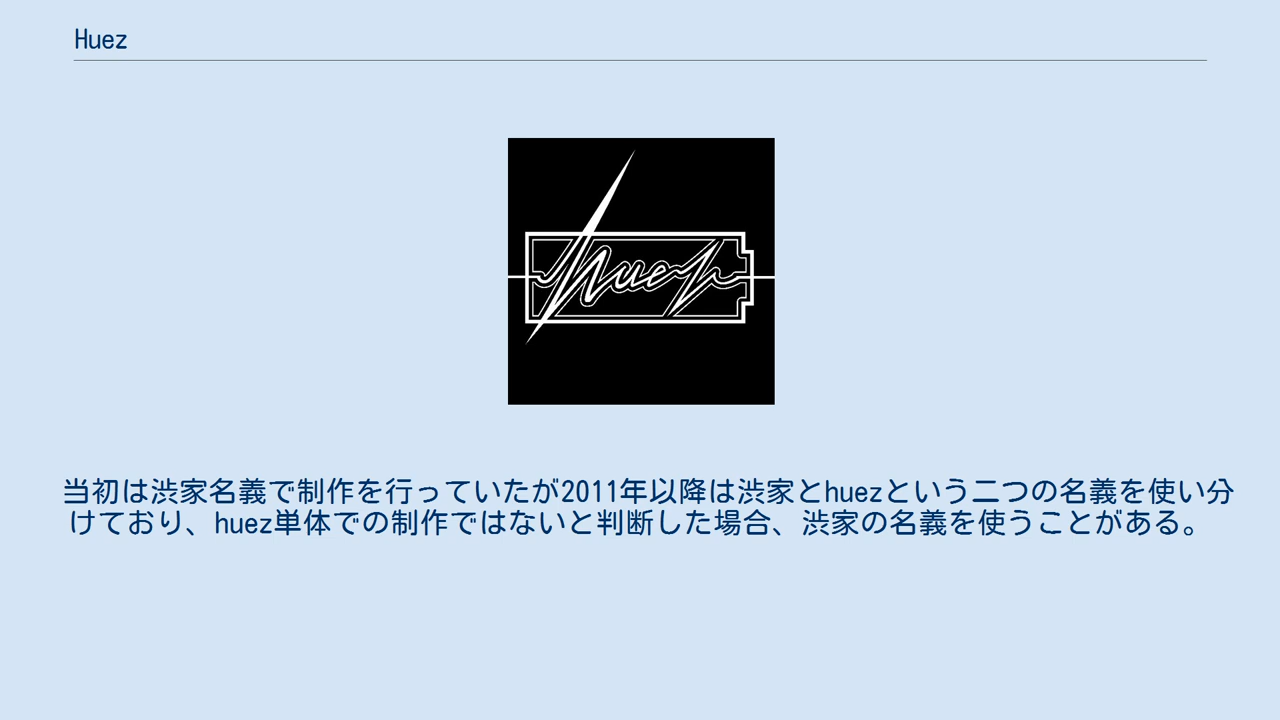 Huez
huez
当初は渋家名義で制作を行っていたが2011年以降は渋家とhuezという二つの名義を使い分
けており、huez単体での制作ではないと判断した場合、渋家の名義を使うことがある。